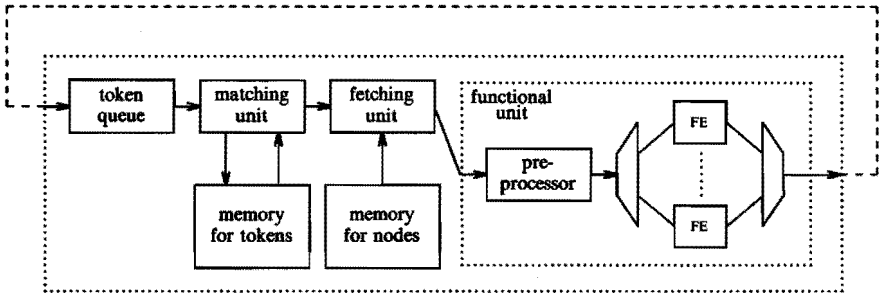 token
queue
matching
unit
fetching
unit
functional
unit
FE
pre-
processor
memory
for tokens
memory
for nodes
FE